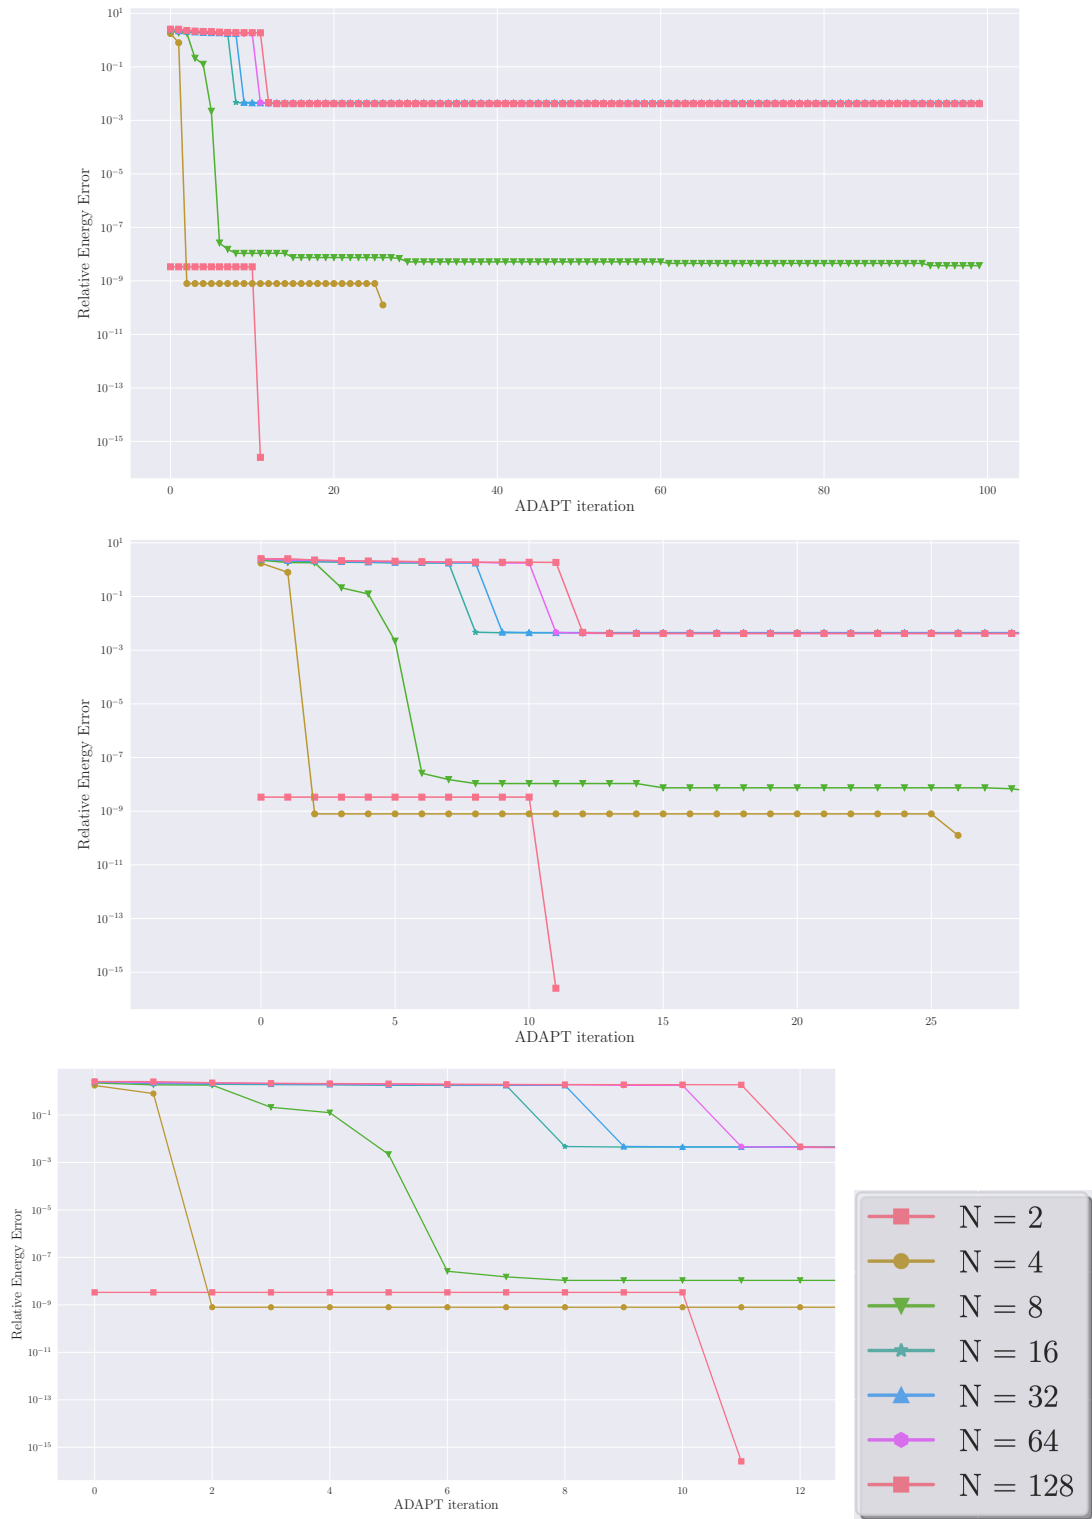 10¹
10⁻¹
10⁻³
10⁻⁵
10⁻⁷
10⁻⁹
10⁻¹¹
10⁻¹³
10⁻¹⁵
Relative Energy Error
0 20 40 60 80 100
ADAPT iteration
10¹
10⁻¹
10⁻³
10⁻⁵
10⁻⁷
10⁻⁹
10⁻¹¹
10⁻¹³
10⁻¹⁵
Relative Energy Error
0 5 10 15 20 25
ADAPT iteration
10⁻¹
10⁻³
10⁻⁵
10⁻⁷
10⁻⁹
10⁻¹¹
10⁻¹³
10⁻¹⁵
Relative Energy Error
0 2 4 6 8 10 12
ADAPT iteration
N = 2
N = 4
N = 8
N = 16
N = 32
N = 64
N = 128